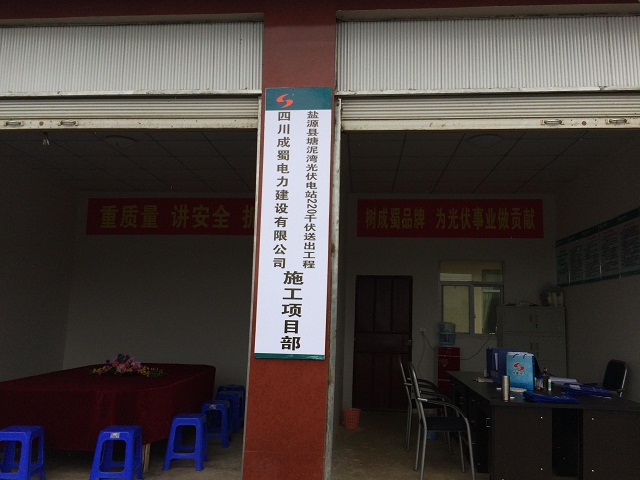 盐源县塘泥湾光伏电站220千伏送出工程
四川成蜀电力建设有限公司
施工项目部
重质量 讲安全
树成蜀品牌 为光伏事业做贡献